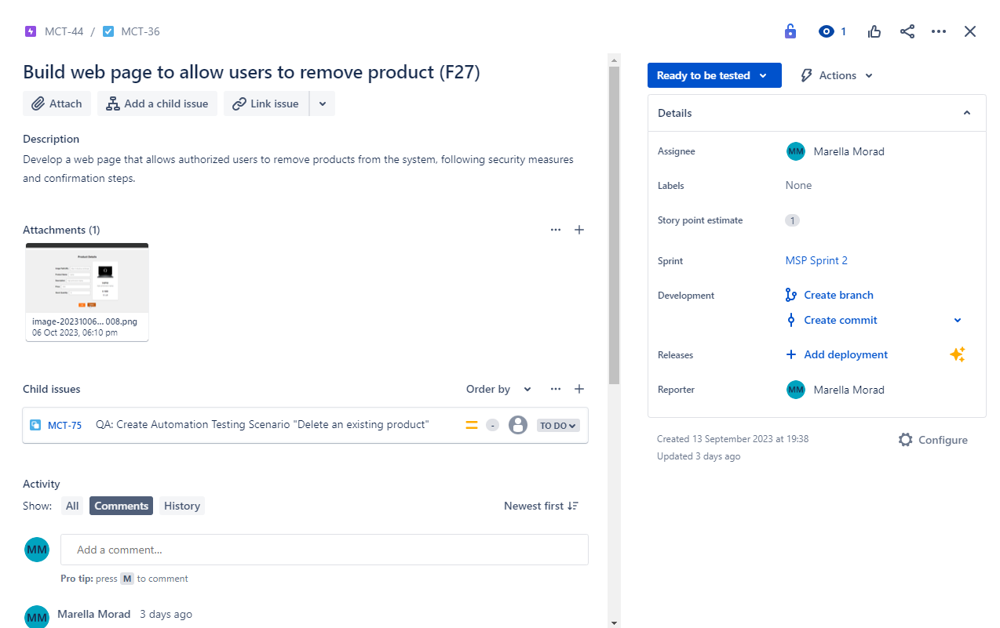 MCT-44 / MCT-36
1
Build web page to allow users to remove product (F27)
Attach Add a child issue Link issue
Description
Develop a web page that allows authorized users to remove products from the system, following security measures
and confirmation steps.
Attachments (1)
Product Details
image-20231006... 008.png
06 Oct 2023, 06:10 pm
Child issues Order by
MCT-75 QA: Create Automation Testing Scenario "Delete an existing product" - TO DO
Activity
Show: All Comments History Newest first
MM Add a comment...
Pro tip: press M to comment
MM Marella Morad 3 days ago
Ready to be tested Actions
Details
Assignee MM Marella Morad
Labels None
Story point estimate 1
Sprint MSP Sprint 2
Development Create branch
Create commit
Releases Add deployment
Reporter MM Marella Morad
Created 13 September 2023 at 19:38 Configure
Updated 3 days ago